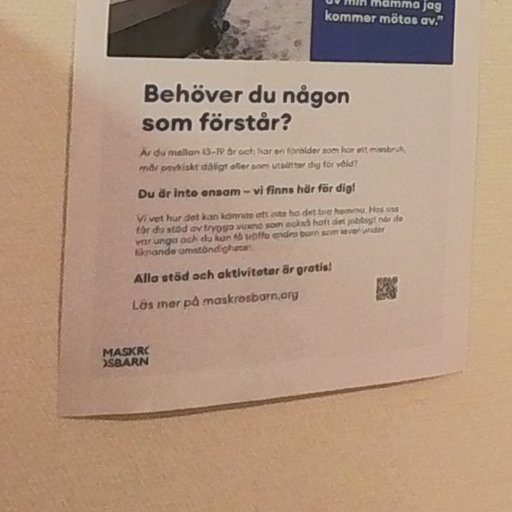 av min mamma jag
kommer mötas av."
Behöver du någon
som förstår?
Är du mellan 13-19 år och har en förälder som har ett missbruk,
mår psykiskt dåligt eller som utsätter dig för våld?
Du är inte ensam – vi finns här för dig!
Vi vet hur det kan kännas att inte ha det bra hemma. Hos oss
får du stöd av trygga vuxna som också haft det jobbigt när de
var unga och du kan få träffa andra barn som lever under
liknande omständigheter.
Alla stöd och aktiviteter är gratis!
Läs mer på maskrosbarn.org
MASKRO
OSBARN